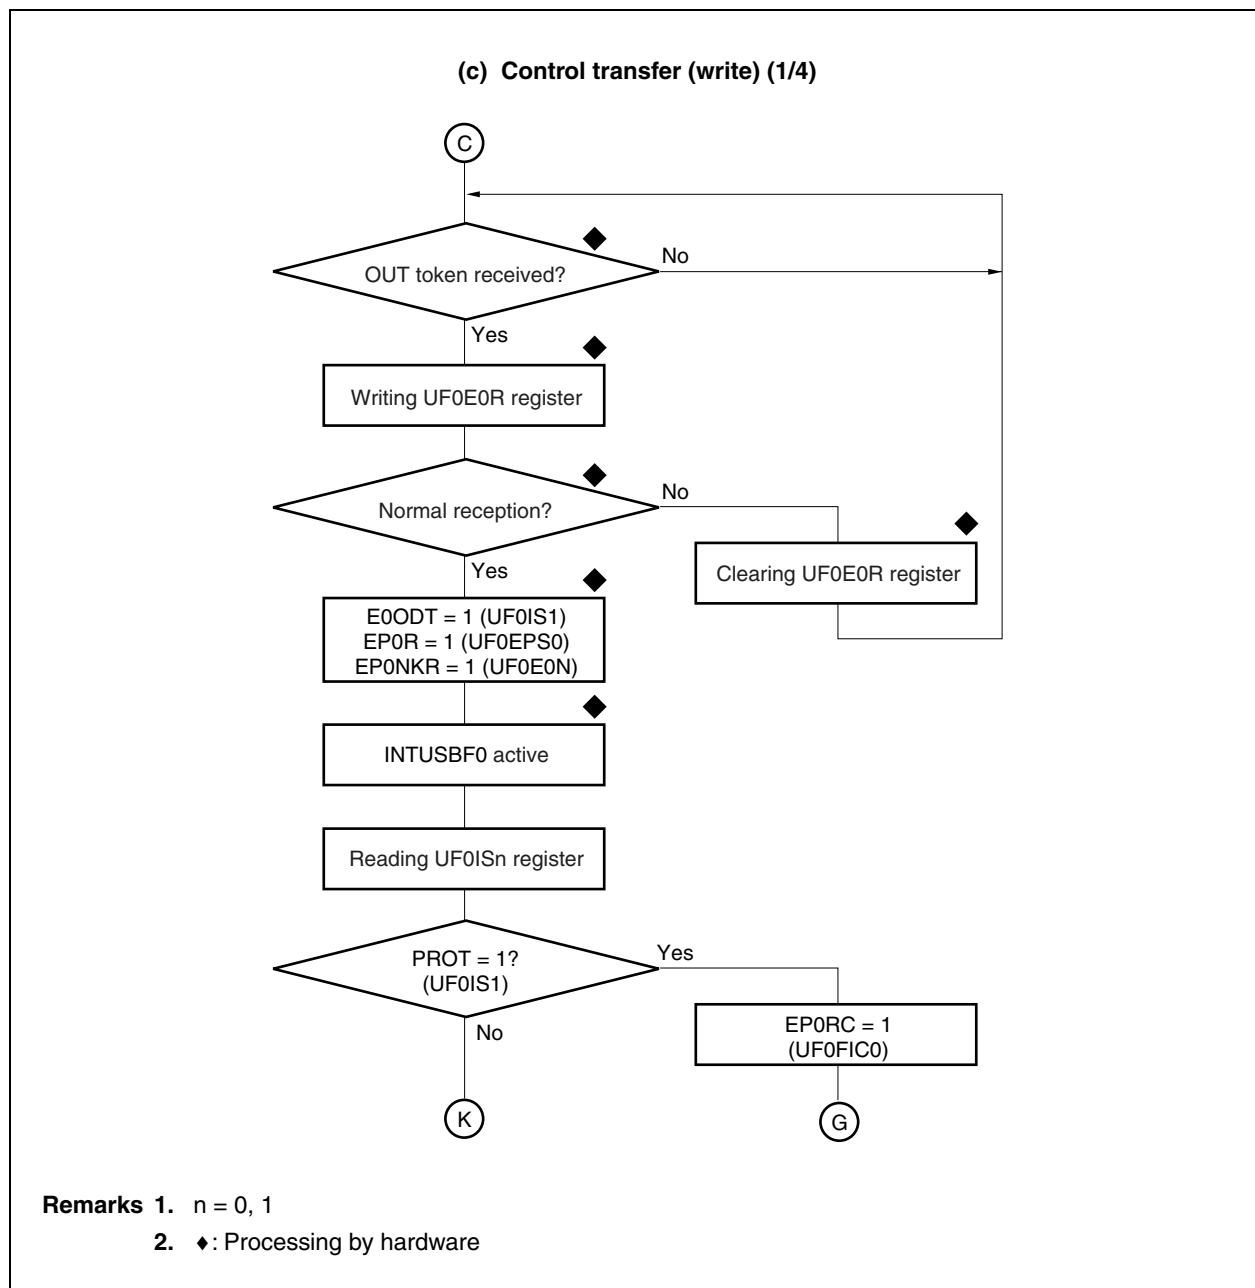 (c) Control transfer (write) (1/4)
C
OUT token received?
No
Yes
Writing UF0E0R register
Normal reception?
No
Clearing UF0E0R register
Yes
E0ODT = 1 (UF0IS1)
EP0R = 1 (UF0EPS0)
EP0NKR = 1 (UF0E0N)
INTUSBF0 active
Reading UF0ISn register
PROT = 1?
(UF0IS1)
Yes
No
EP0RC = 1
(UF0FIC0)
K
G
Remarks 1. n = 0, 1
2. ♦: Processing by hardware